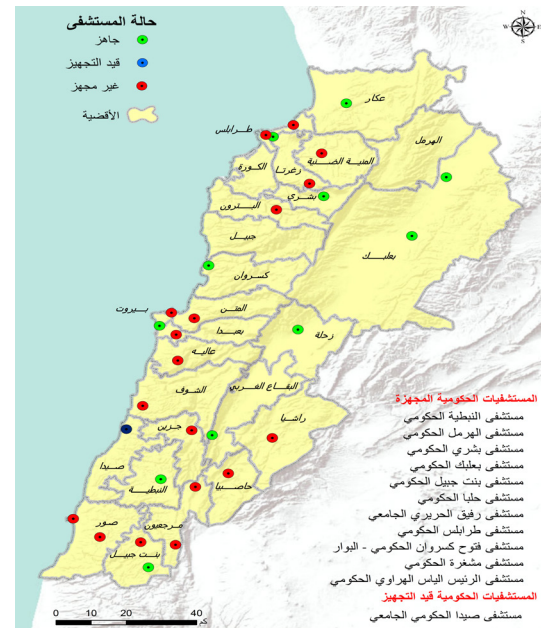 حالة المستشفى
جاهز
قيد التجهيز
غير مجهز
الأقضية
N
W
E
S
عكار
طرابلس
الهرمل
المنية الضنية
زغرتا
الكورة
بشري
البترون
جبيل
بعلبك
كسروان
المتن
بيروت
بعبدا
زحلة
عاليه
الشوف
البقاع الغربي
راشيا
جزين
صيدا
حاصبيا
النبطية
صور
مرجعيون
بنت جبيل
المستشفيات الحكومية المجهزة
مستشفى النبطية الحكومي
مستشفى الهرمل الحكومي
مستشفى بشري الحكومي
مستشفى بعلبك الحكومي
مستشفى بنت جبيل الحكومي
مستشفى حلبا الحكومي
مستشفى رفيق الحريري الجامعي
مستشفى طرابلس الحكومي
مستشفى فتوح كسروان الحكومي - البوار
مستشفى مشغرة الحكومي
مستشفى الرئيس الياس الهراوي الحكومي
المستشفيات الحكومية قيد التجهيز
مستشفى صيدا الحكومي الجامعي
0 10 20 40
كم